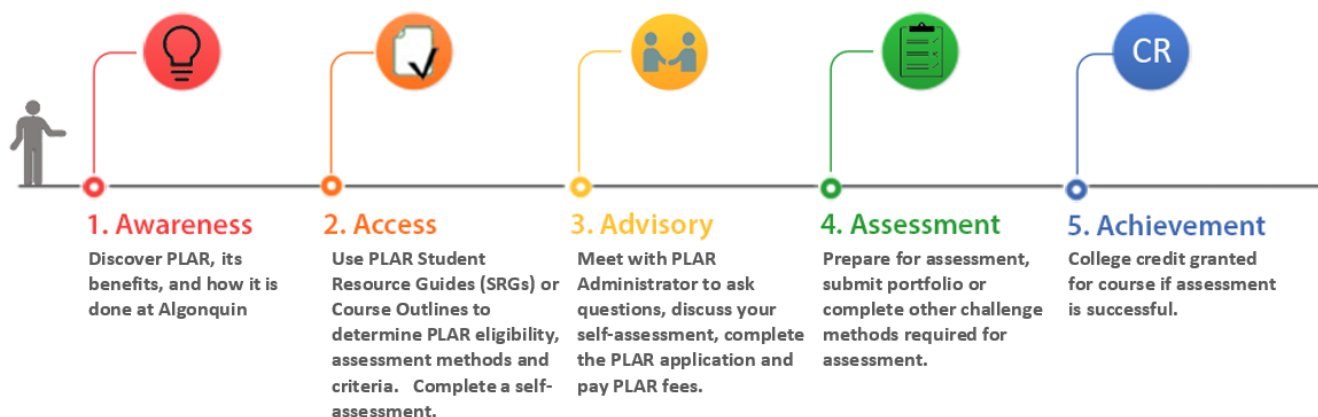 CR
1. Awareness
Discover PLAR, its
benefits, and how it is
done at Algonquin
2. Access
Use PLAR Student
Resource Guides (SRGs) or
Course Outlines to
determine PLAR eligibility,
assessment methods and
criteria.   Complete a self-
assessment.
3. Advisory
Meet with PLAR
Administrator to ask
questions, discuss your
self-assessment, complete
the PLAR application and
pay PLAR fees.
4. Assessment
Prepare for assessment,
submit portfolio or
complete other challenge
methods required for
assessment.
5. Achievement
College credit granted
for course if assessment
is successful.